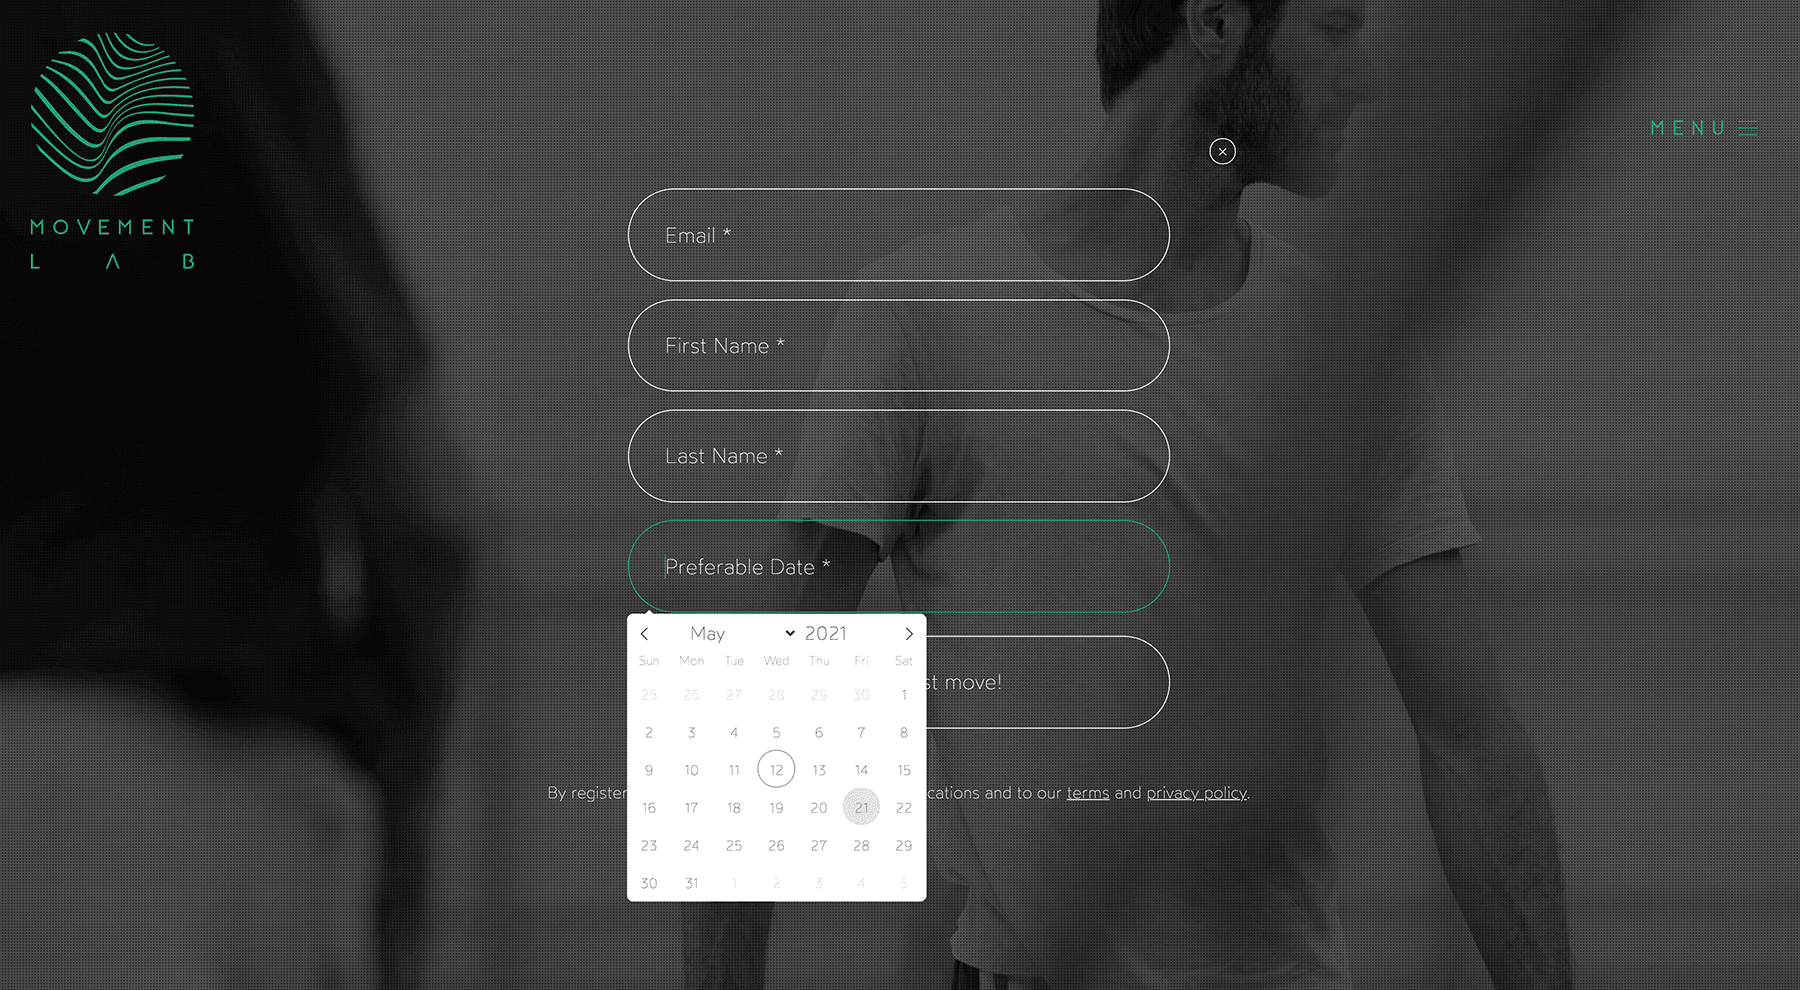 MOVEMENT
LAB
MENU
Email *
First Name *
Last Name *
Preferable Date *
May 2021
Sun Mon Tue Wed Thu Fri Sat
25 26 27 28 29 30 1
2 3 4 5 6 7 8
9 10 11 12 13 14 15
16 17 18 19 20 21 22
23 24 25 26 27 28 29
30 31 1 2 3 4 5
st move!
By register
cations and to our terms and privacy policy.